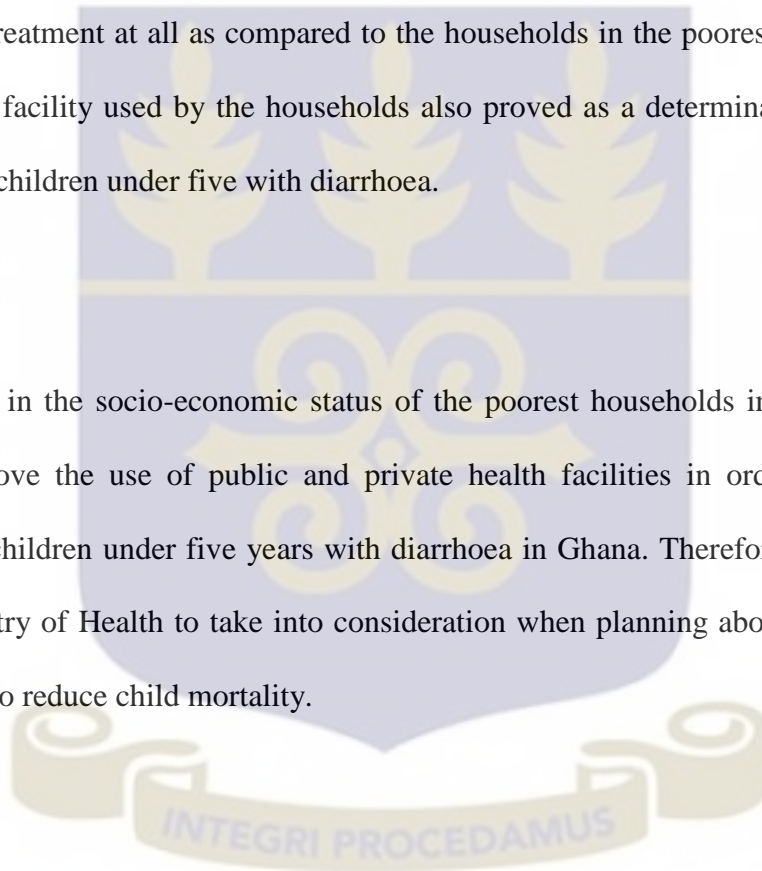 reatment at all as compared to the households in the poores
facility used by the households also proved as a determina
children under five with diarrhoea.
in the socio-economic status of the poorest households in
ove the use of public and private health facilities in ord
children under five years with diarrhoea in Ghana. Therefor
try of Health to take into consideration when planning abo
o reduce child mortality.
INTEGRI PROCEDAMUS